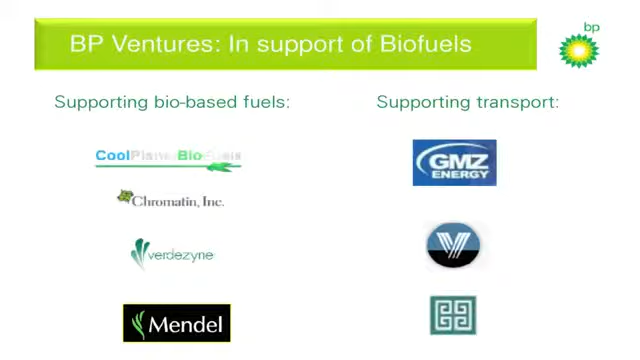 BP Ventures: In support of Biofuels
bp
Supporting bio-based fuels:
Supporting transport:
CoolPlanetBioFuels
Chromatin, Inc.
verdezyne
Mendel
GMZ
ENERGY
V